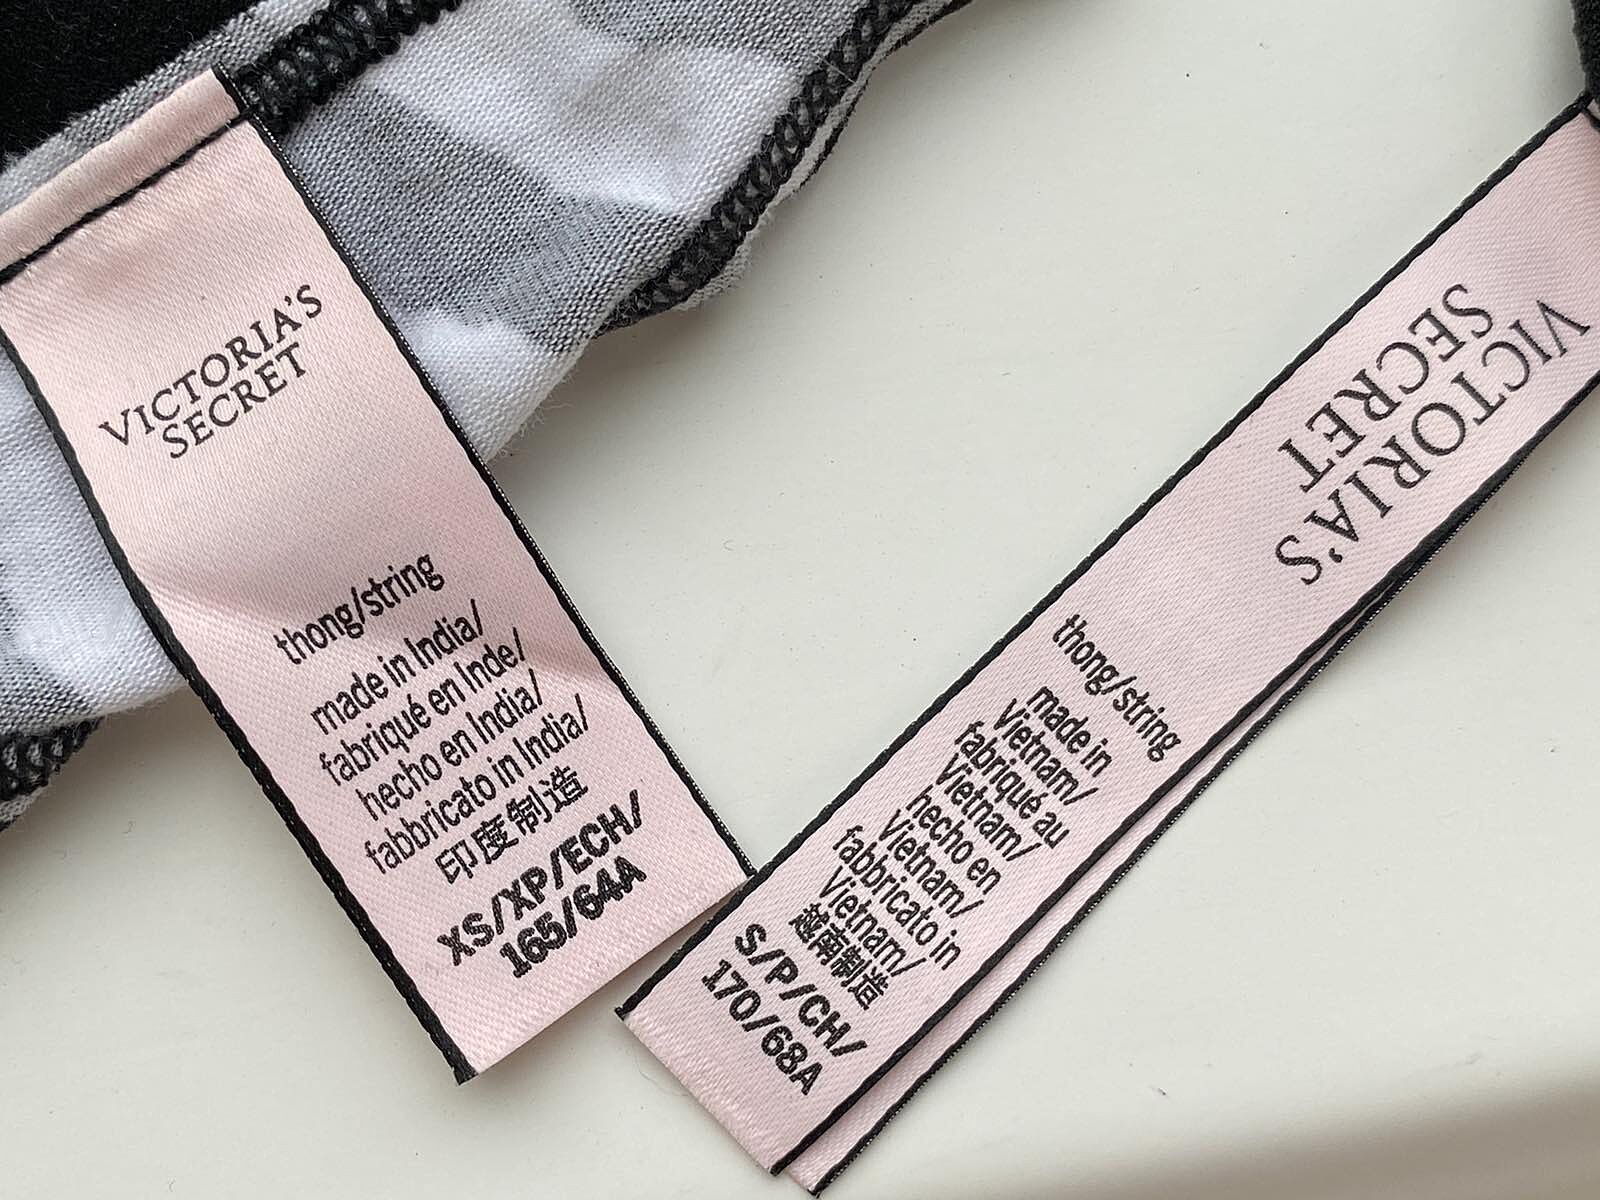 VICTORIA'S
SECRET
thong/string
made in India/
fabriqué en Inde/
hecho en India/
fabbricato in India/
印度制造
XS/XP/ECH/
165/64A
VICTORIA'S
SECRET
thong/string
made in
Vietnam/
fabriqué au
Vietnam/
hecho en
Vietnam/
fabbricato in
Vietnam/
越南制造
S/P/CH/
170/68A